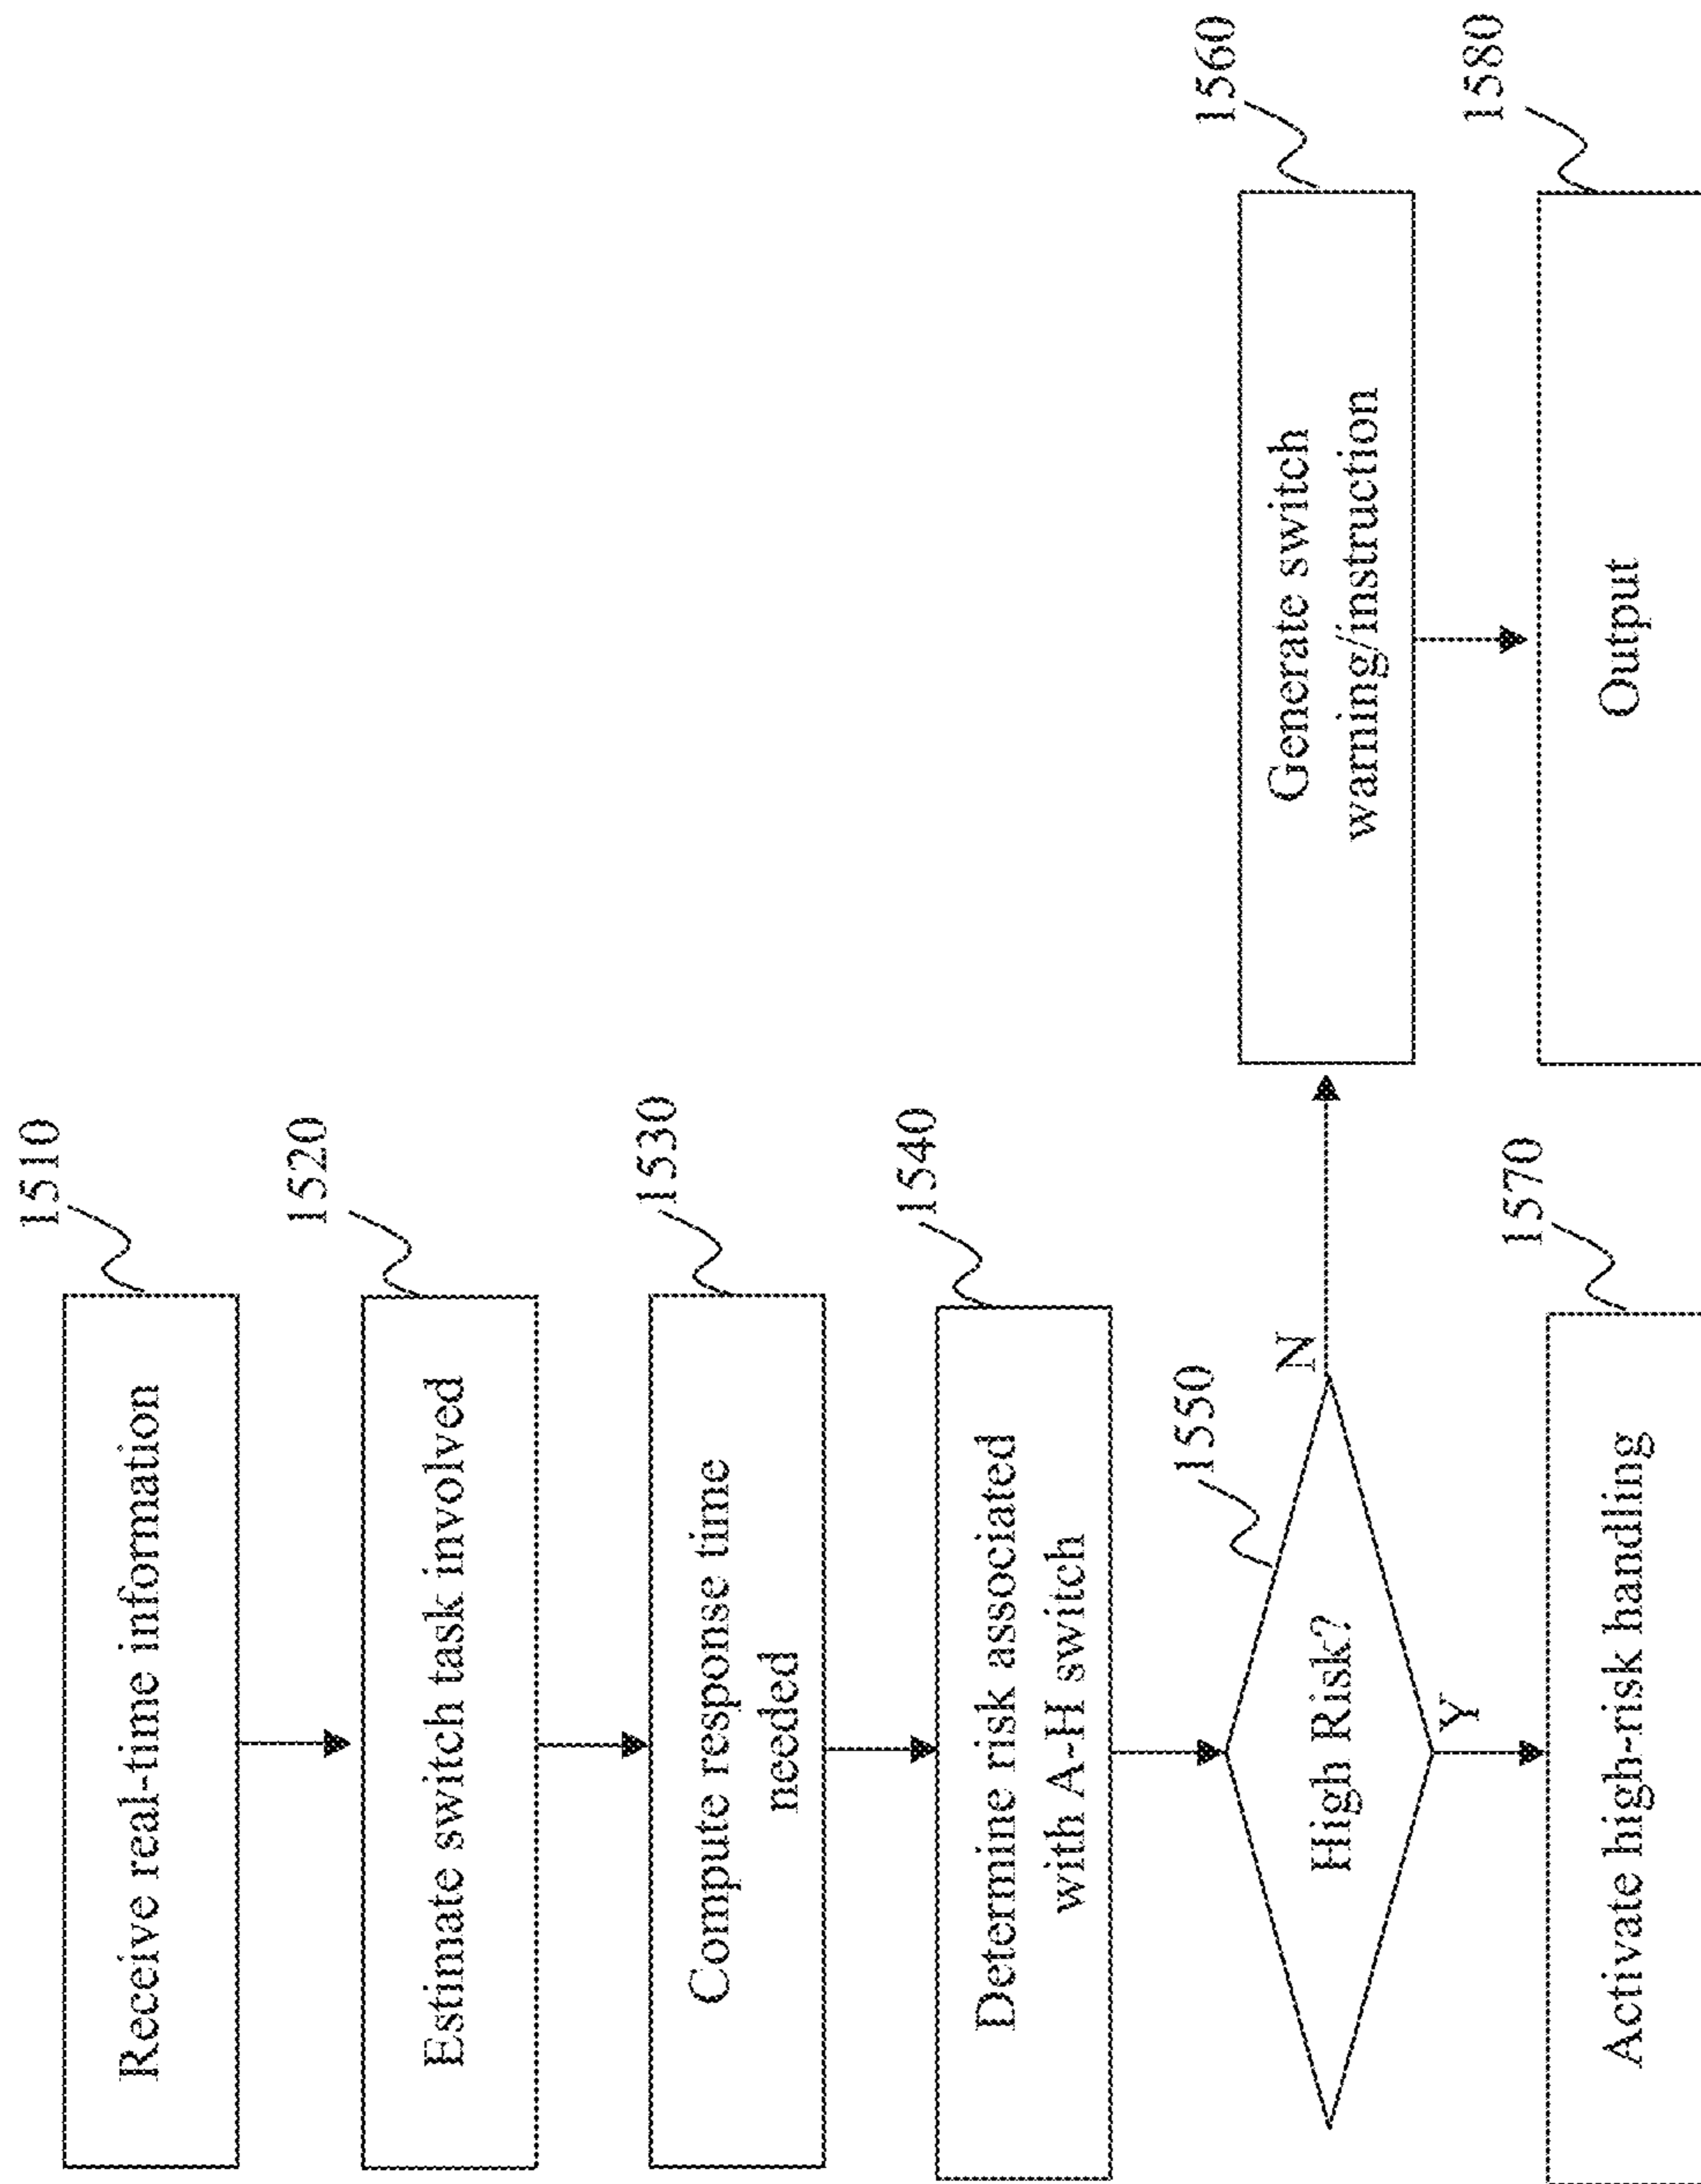 1510
Receive real-time information
1520
Estimate switch task involved
1530
Compute response time
needed
1540
Determine risk associated
with A-H switch
1550
High Risk?
N
Y
1560
Generate switch
warning/instruction
1570
Activate high-risk handling
1580
Output